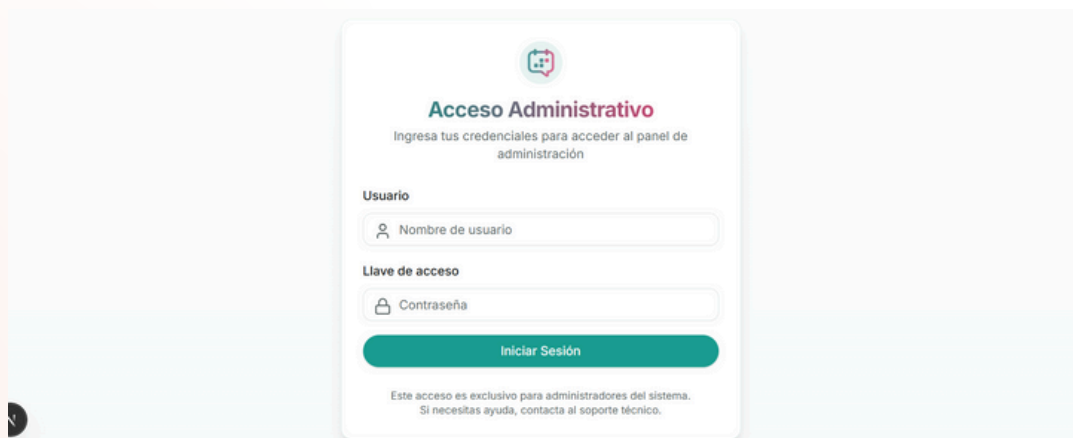 Acceso Administrativo
Ingresa tus credenciales para acceder al panel de
administración
Usuario
Nombre de usuario
Llave de acceso
Contraseña
Iniciar Sesión
Este acceso es exclusivo para administradores del sistema.
Si necesitas ayuda, contacta al soporte técnico.